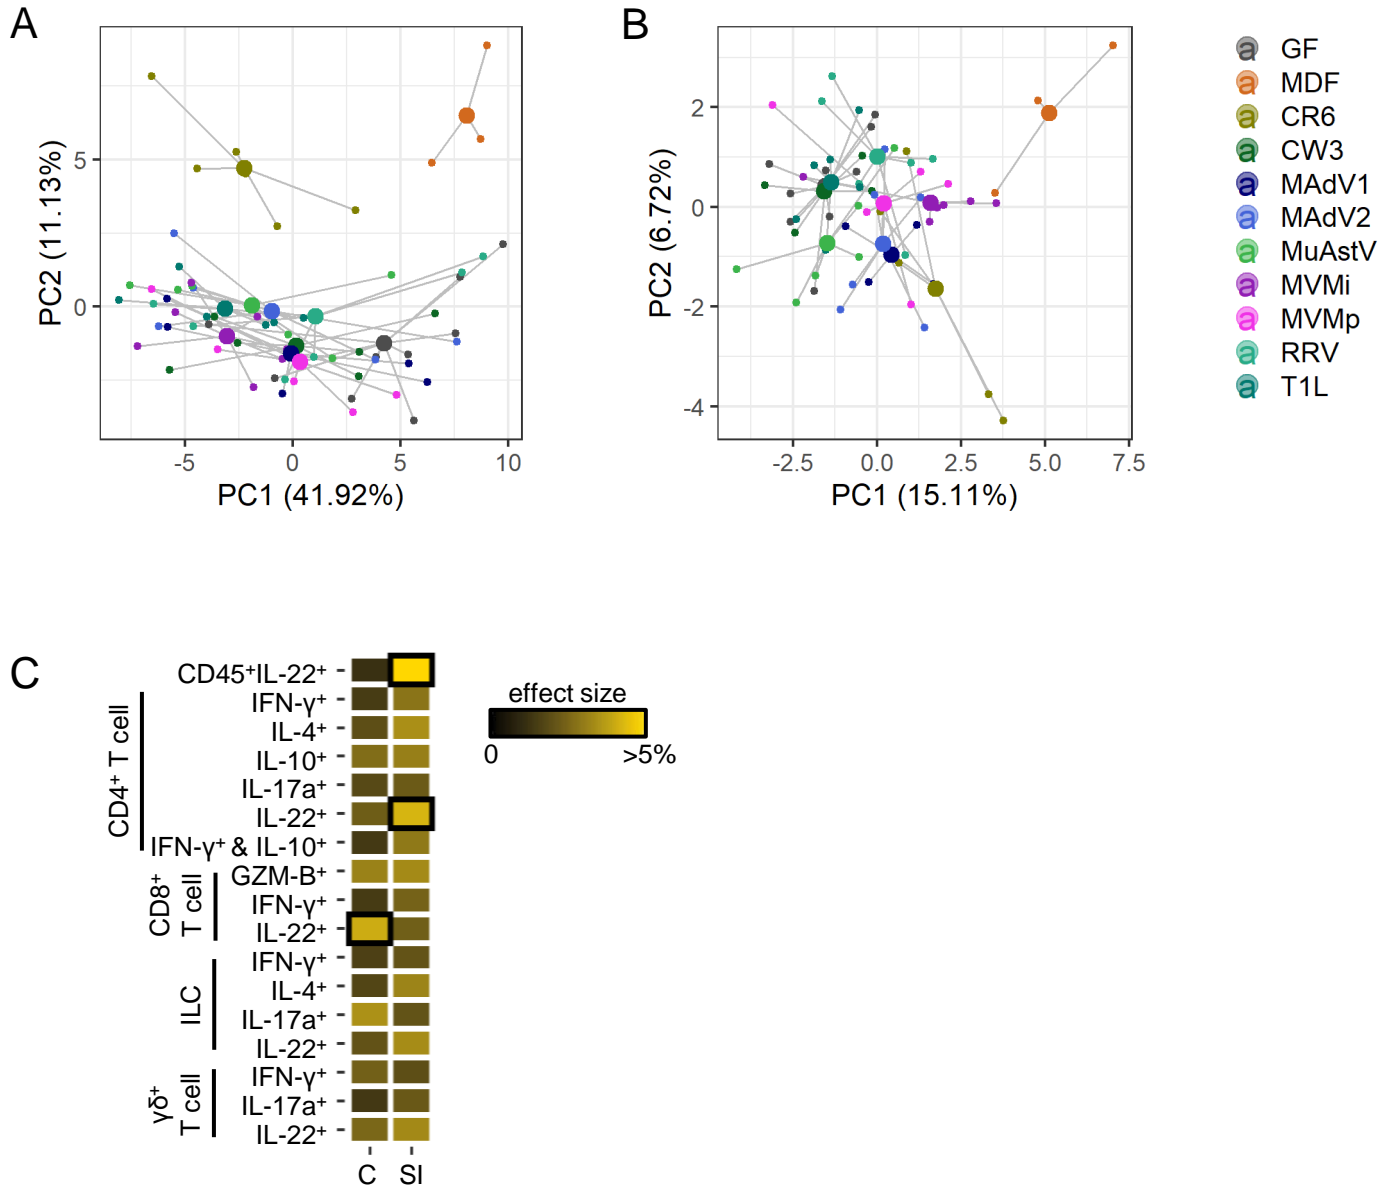 A
B
5
0
-5
0
5
10
PC1 (41.92%)
PC2 (11.13%)
2
0
-2
-4
-2.5
0.0
2.5
5.0
7.5
PC1 (15.11%)
PC2 (6.72%)
a GF
a MDF
a CR6
a CW3
a MAdV1
a MAdV2
a MuAstV
a MVMi
a MVMp
a RRV
a T1L
C
CD45⁺IL-22⁺
CD4⁺ T cell
IFN-γ⁺
IL-4⁺
IL-10⁺
IL-17a⁺
IL-22⁺
IFN-γ⁺ & IL-10⁺
CD8⁺
T cell
GZM-B⁺
IFN-γ⁺
IL-22⁺
ILC
IFN-γ⁺
IL-4⁺
IL-17a⁺
IL-22⁺
γδ⁺
T cell
IFN-γ⁺
IL-17a⁺
IL-22⁺
C SI
effect size
0 >5%